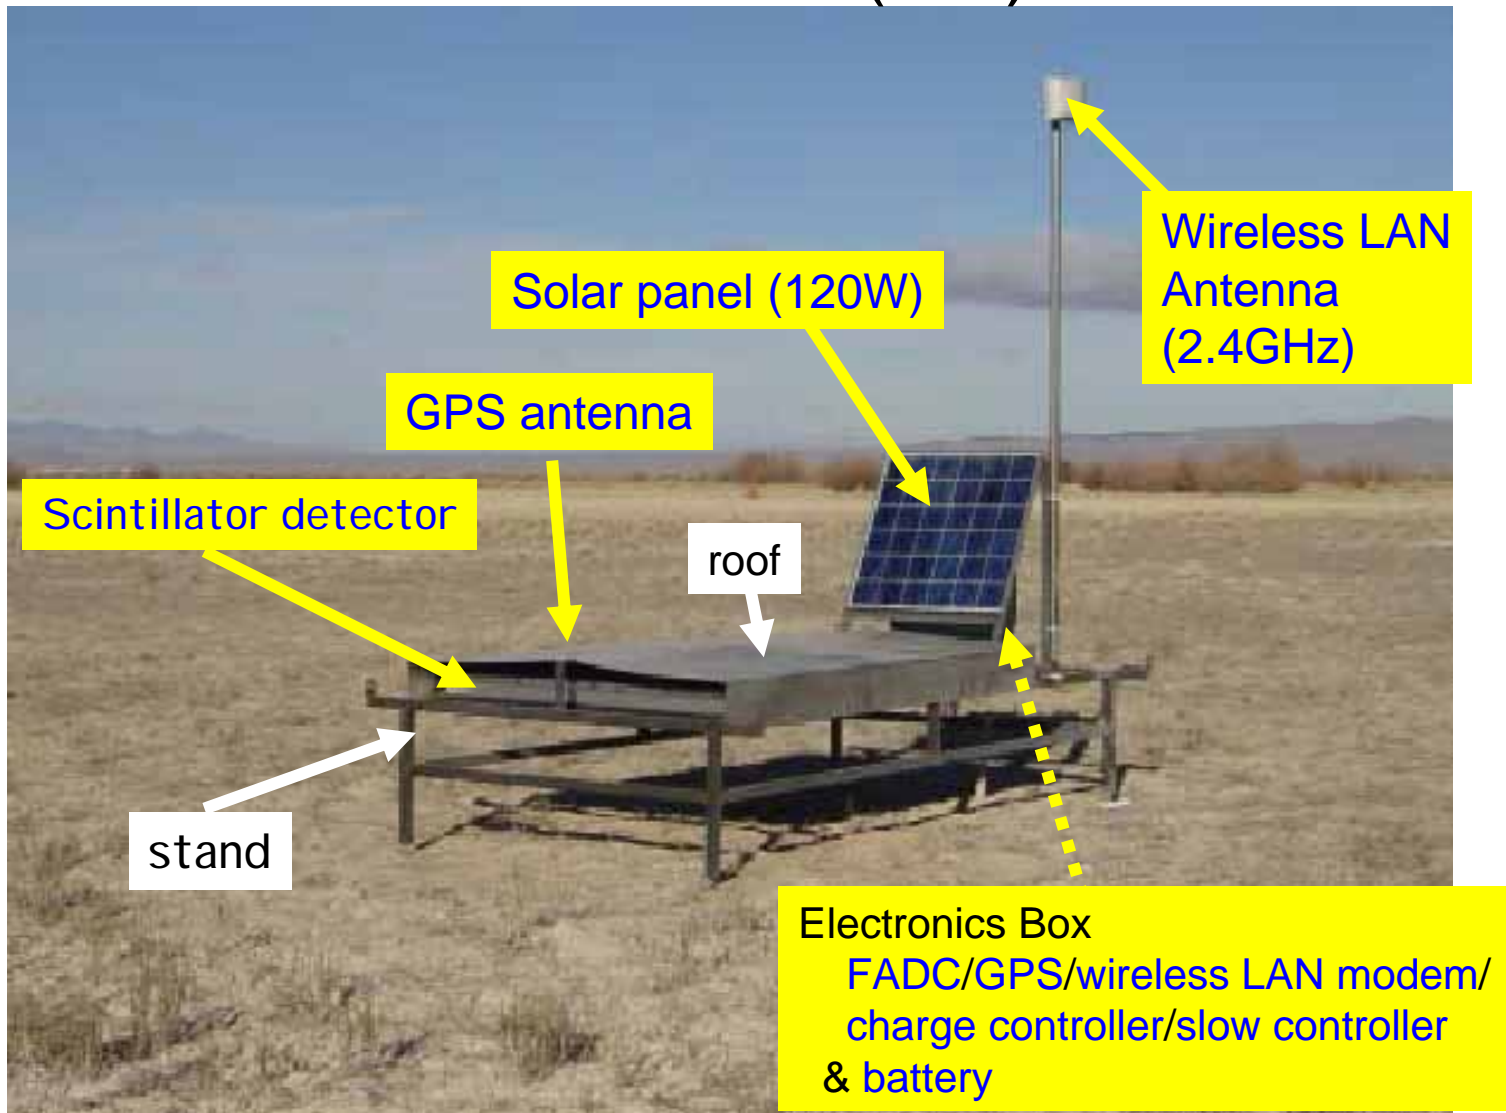 Wireless LAN
Antenna
(2.4GHz)
Solar panel (120W)
GPS antenna
Scintillator detector
roof
stand
Electronics Box
FADC/GPS/wireless LAN modem/
charge controller/slow controller
& battery